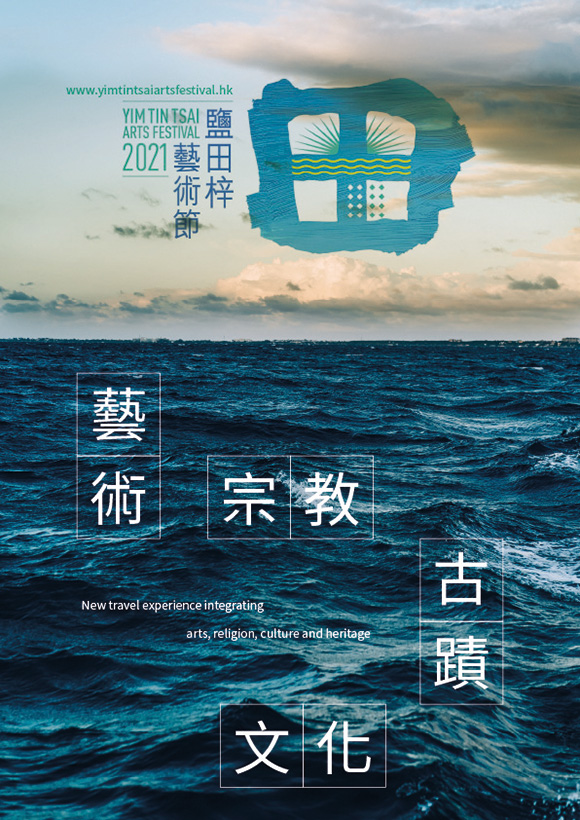 www.yimtintsaiartsfestival.hk
YIM TIN TSAI
ARTS FESTIVAL
2021
鹽田梓
藝術節
藝術
宗教
古蹟
New travel experience integrating
arts, religion, culture and heritage
文化